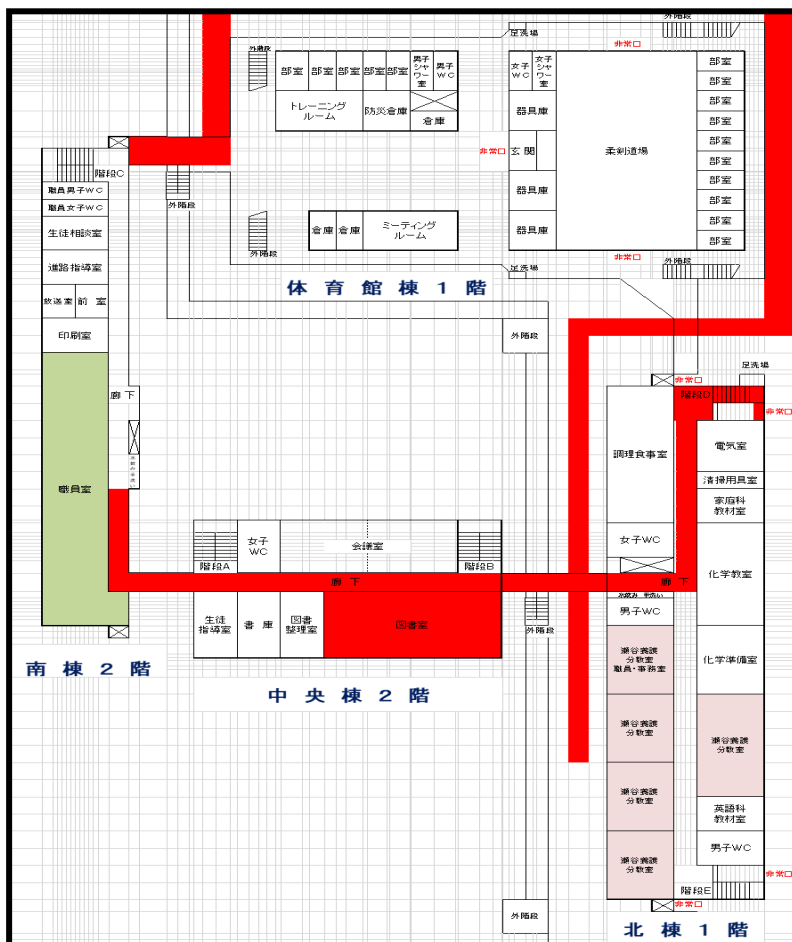 外階段
足洗場
非常口
外階段
部室
部室
部室
部室
部室
男子
シャ
ワー
室
男子
WC
女子
WC
女子
シャ
ワー
室
トレーニング
ルーム
防災倉庫
倉庫
器具庫
非常口
玄関
器具庫
器具庫
柔剣道場
部室
部室
部室
部室
部室
部室
部室
部室
部室
部室
階段C
職員男子WC
職員女子WC
生徒相談室
進路指導室
放送室
前室
印刷室
外階段
外階段
倉庫
倉庫
ミーティング
ルーム
足洗場
非常口
外階段
体育館棟1階
外階段
廊下
職員室
足洗場
非常口
階段D
非常口
調理食事室
電気室
清掃用具室
家庭科
教材室
女子WC
化学教室
女子
WC
会議室
階段A
階段B
廊下
廊下
生徒
指導室
書庫
図書
整理室
図書室
外階段
男子WC
瀬谷養護
分教室
職員・事務室
化学準備室
南棟2階
中央棟2階
瀬谷養護
分教室
瀬谷養護
分教室
瀬谷養護
分教室
英語科
教材室
男子WC
瀬谷養護
分教室
階段E
非常口
非常口
外階段
北棟1階